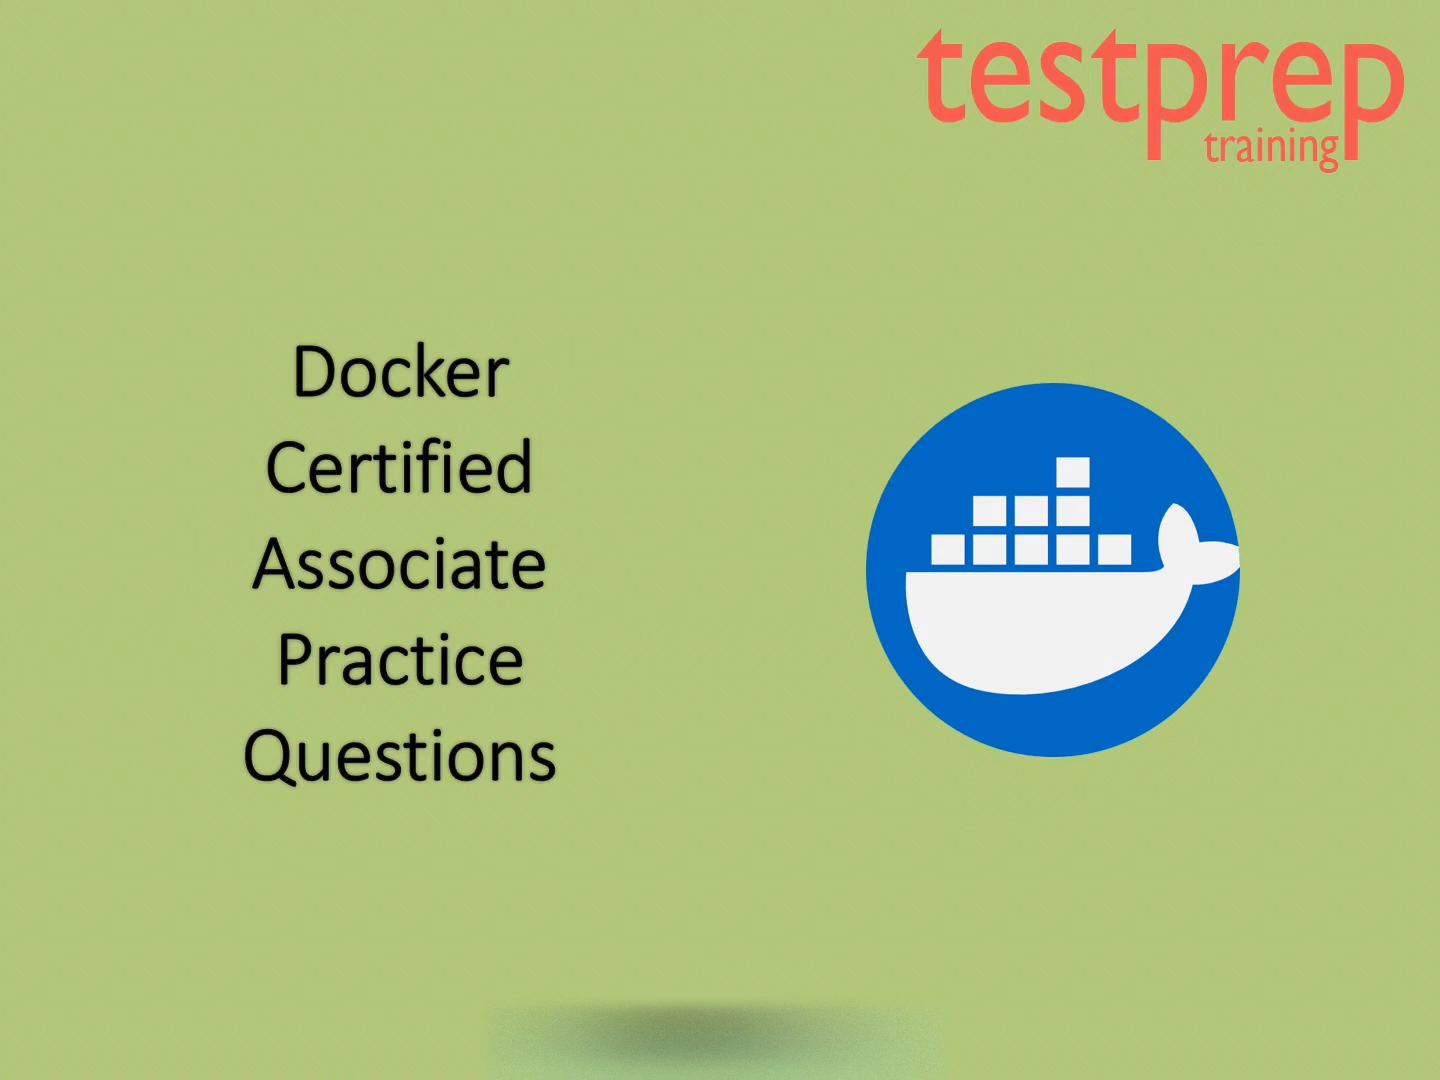 testprep
training
Docker
Certified
Associate
Practice
Questions